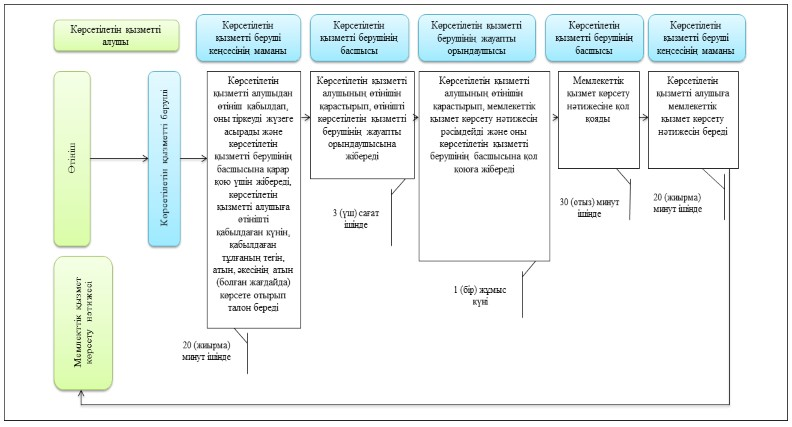 Көрсетілетін қызметті
алушы
Көрсетілетін
қызметті беруші
кеңсесінің маманы
Көрсетілетін
қызметті берушінің
басшысы
Көрсетілетін қызметті
берушінің жауапты
орындаушысы
Көрсетілетін
қызметті берушінің
басшысы
Көрсетілетін
қызметті беруші
кеңсесінің маманы
Өтініш
Көрсетілетін қызметті беруші
Көрсетілетін
қызметті алушыдан
өтініш қабылдап,
оны тіркеуді жүзеге
асырады және
көрсетілетін
қызметті берушінің
басшысына қарар
қою үшін жібереді,
көрсетілетін
қызметті алушыға
өтінішті
қабылдаған күнін,
қабылдаған
тұлғаның тегін,
атын, әкесінің атын
(болған жағдайда)
көрсете отырып
талон береді
Көрсетілетін қызметті
алушының өтінішін
қарастырып, өтінішті
көрсетілетін қызметті
берушінің жауапты
орындаушысына
жібереді
Көрсетілетін қызметті
алушының өтінішін
қарастырып, мемлекеттік
қызмет көрсету нәтижесін
рәсімдейді және оны
көрсетілетін қызметті
берушінің басшысына қол
қоюға жібереді
Мемлекеттік
қызмет көрсету
нәтижесіне қол
қояды
Көрсетілетін
қызметті алушыға
мемлекеттік
қызмет көрсету
нәтижесін береді
3 (үш) сағат
ішінде
30 (отыз) минут
ішінде
20 (жиырма)
минут ішінде
1 (бір) жұмыс
күні
20 (жиырма)
минут ішінде
Мемлекеттік қызмет
көрсету нәтижесі